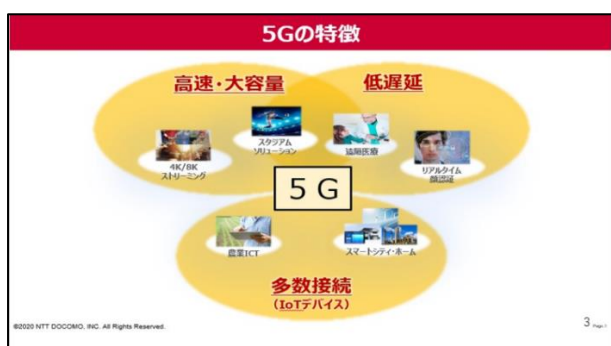 5Gの特徴
高速・大容量
低遅延
スタジアム
ソリューション
遠隔医療
4K/8K
ストリーミング
リアルタイム
顔認証
5 G
農業ICT
スマートシティ・ホーム
多数接続
(IoTデバイス)
©2020 NTT DOCOMO, INC. All Rights Reserved.
3